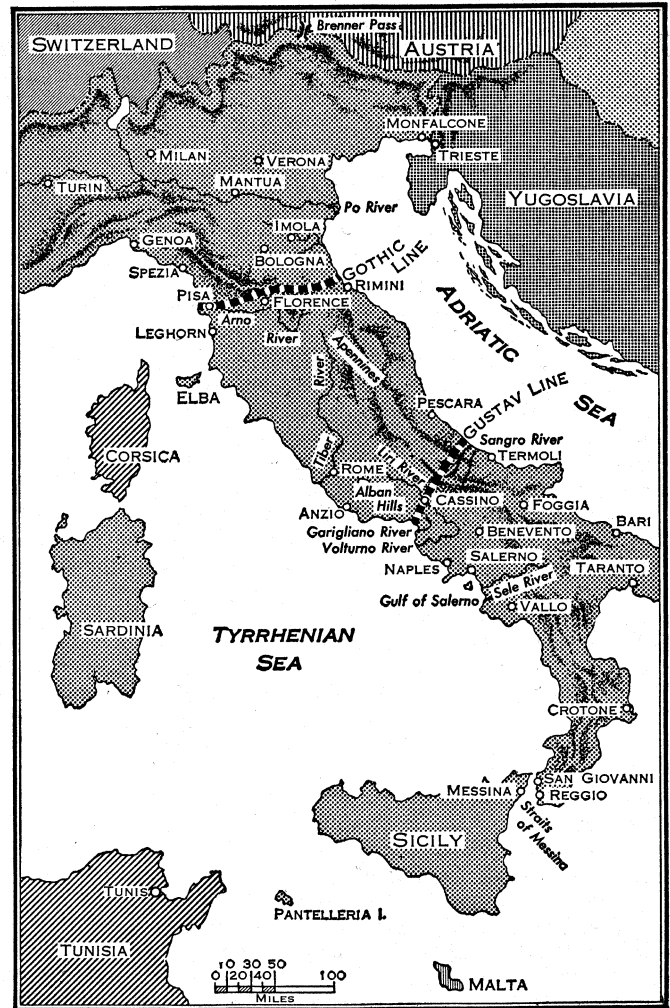 Brenner Pass
SWITZERLAND
AUSTRIA
MONFALCONE
MILAN
VERONA
TRIESTE
TURIN
MANTUA
YUGOSLAVIA
Po River
IMOLA
GENOA
BOLOGNA
SPEZIA
GOTHIC LINE
RIMINI
PISA
FLORENCE
Arno
River
LEGHORN
ADRIATIC
SEA
Apennines
River
Tiber
ELBA
PESCARA
GUSTAV LINE
CORSICA
Sangro River
TERMOLI
Liri River
ROME
Alban
Hills
CASSINO
FOGGIA
ANZIO
BARI
Garigliano River
BENEVENTO
Volturno River
SALERNO
NAPLES
TARANTO
Sele River
Gulf of Salerno
VALLO
SARDINIA
TYRRHENIAN
SEA
CROTONE
SAN GIOVANNI
MESSINA
REGGIO
Straits
of Messina
SICILY
TUNIS
PANTELLERIA I.
TUNISIA
10 30 50
0 20 40 100
MILES
MALTA